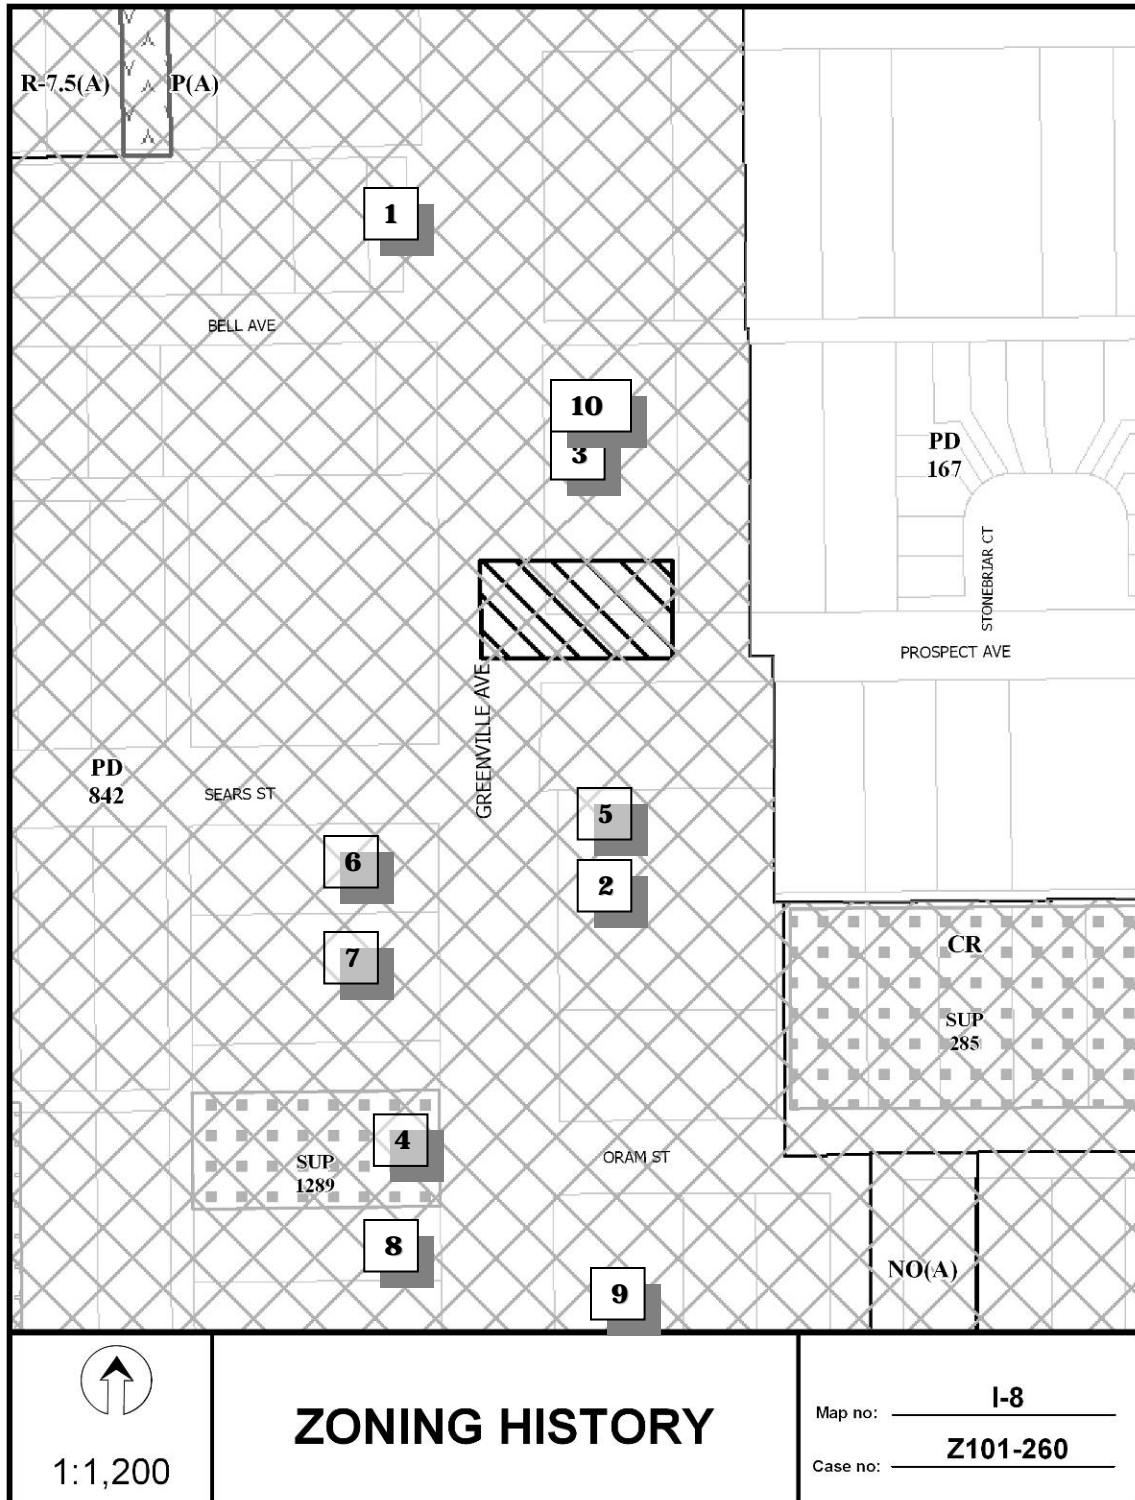 R-7.5(A)
P(A)
1
BELL AVE
10
3
PD
167
STONEBRIAR CT
PROSPECT AVE
GREENVILLE AVE
PD
842
SEARS ST
5
6
2
7
CR
SUP
285
4
SUP
1289
ORAM ST
8
NO(A)
9
1:1,200
ZONING HISTORY
Map no: I-8
Case no: Z101-260